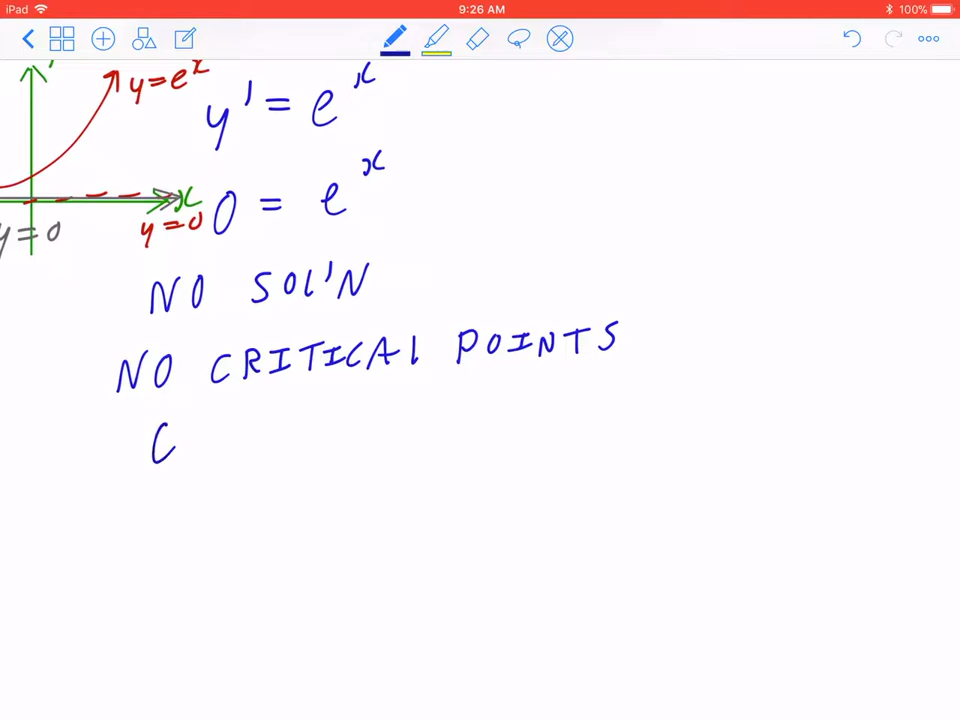 iPad 9:26 AM 100%
y=e^x
y' = e^x
x
0 = e^x
y=0
y=0
NO SOL'N
NO CRITICAL POINTS
C